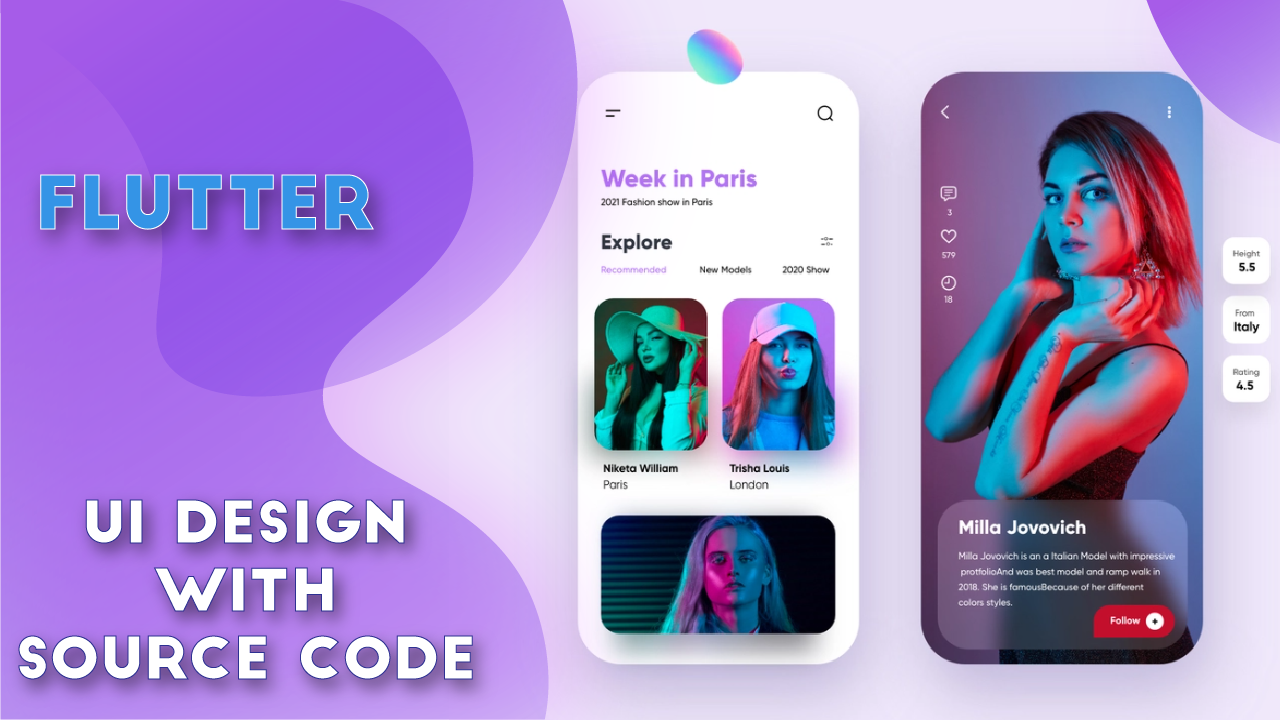 FLUTTER
UI DESIGN
WITH
SOURCE CODE
Week in Paris
2021 Fashion show in Paris
Explore
Recommended New Models 2020 Show
Niketa William Trisha Louis
Paris London
3
579
18
Milla Jovovich
Milla Jovovich is an a Italian Model with impressive
protfolioAnd was best model and ramp walk in
2018. She is famousBecause of her different
colors styles.
Follow
Height
5.5
From
Italy
Rating
4.5